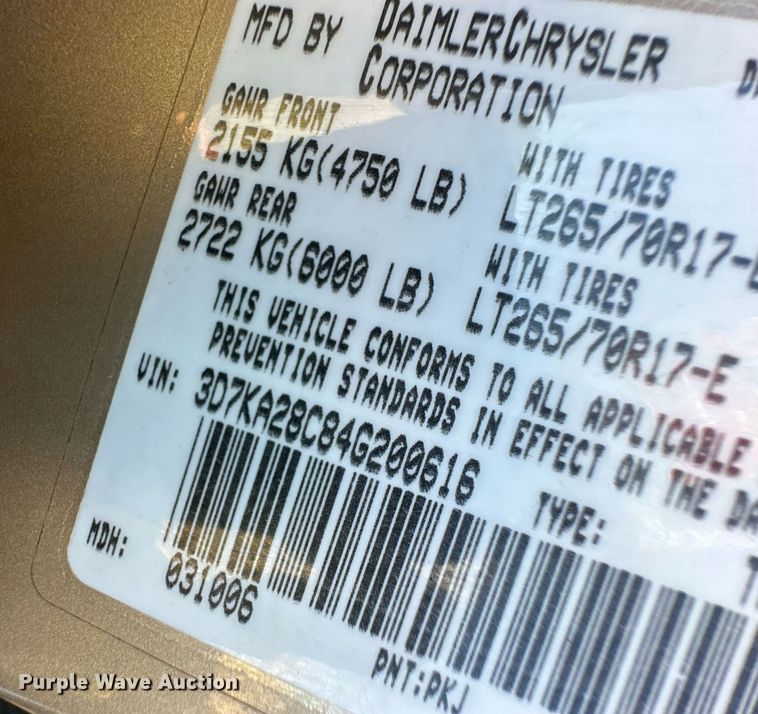 MFD BY DAIMLERCHRYSLER
CORPORATION
GAWR FRONT WITH TIRES
2155 KG(4750 LB) LT265/70R17-E
GAWR REAR WITH TIRES
2722 KG(6000 LB) LT265/70R17-E
THIS VEHICLE CONFORMS TO ALL APPLICABLE
PREVENTION STANDARDS IN EFFECT ON THE DA
VIN: 3D7KA28C84G200616 TYPE:
MDH: 031006
PNT:PKJ
Purple Wave Auction